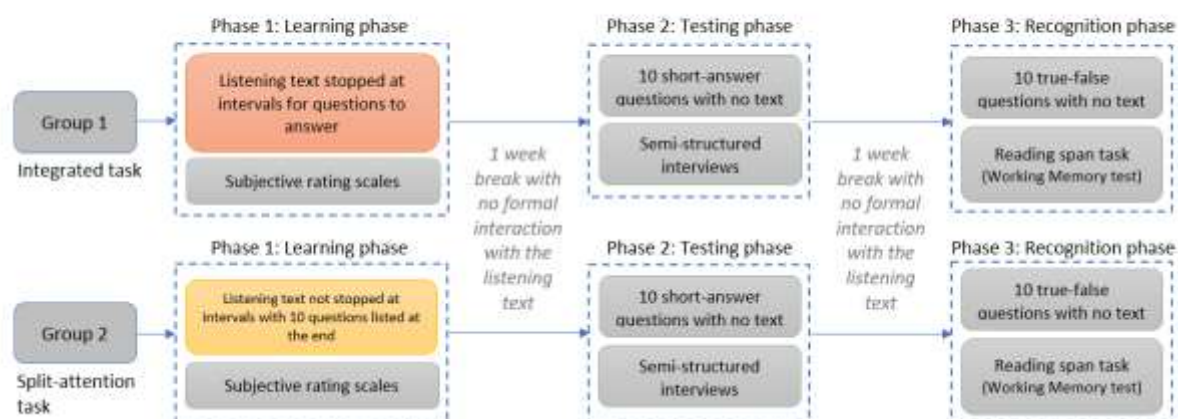 Phase 1: Learning phase
Phase 2: Testing phase
Phase 3: Recognition phase
Group 1
Integrated task
Listening text stopped at
intervals for questions to
answer
Subjective rating scales
1 week
break with
no formal
interaction
with the
listening
text
10 short-answer
questions with no text
Semi-structured
interviews
1 week
break with
no formal
interaction
with the
listening
text
10 true-false
questions with no text
Reading span task
(Working Memory test)
Phase 1: Learning phase
Phase 2: Testing phase
Phase 3: Recognition phase
Group 2
Split-attention
task
Listening text not stopped at
intervals with 10 questions listed at
the end
Subjective rating scales
10 short-answer
questions with no text
Semi-structured
interviews
10 true-false
questions with no text
Reading span task
(Working Memory test)